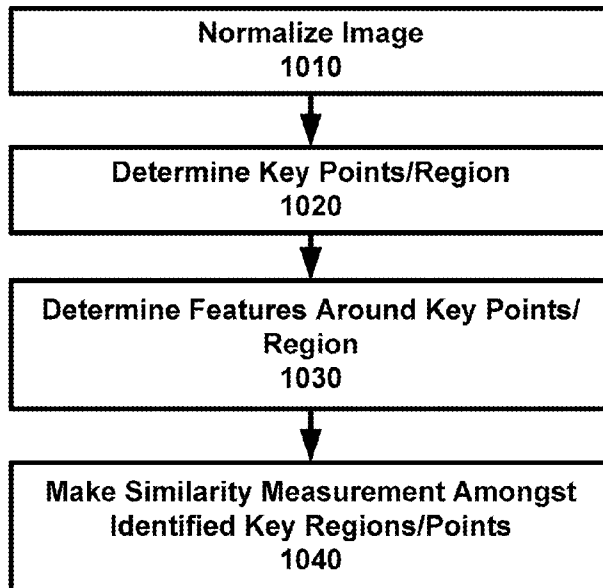 Normalize Image
1010
Determine Key Points/Region
1020
Determine Features Around Key Points/
Region
1030
Make Similarity Measurement Amongst
Identified Key Regions/Points
1040